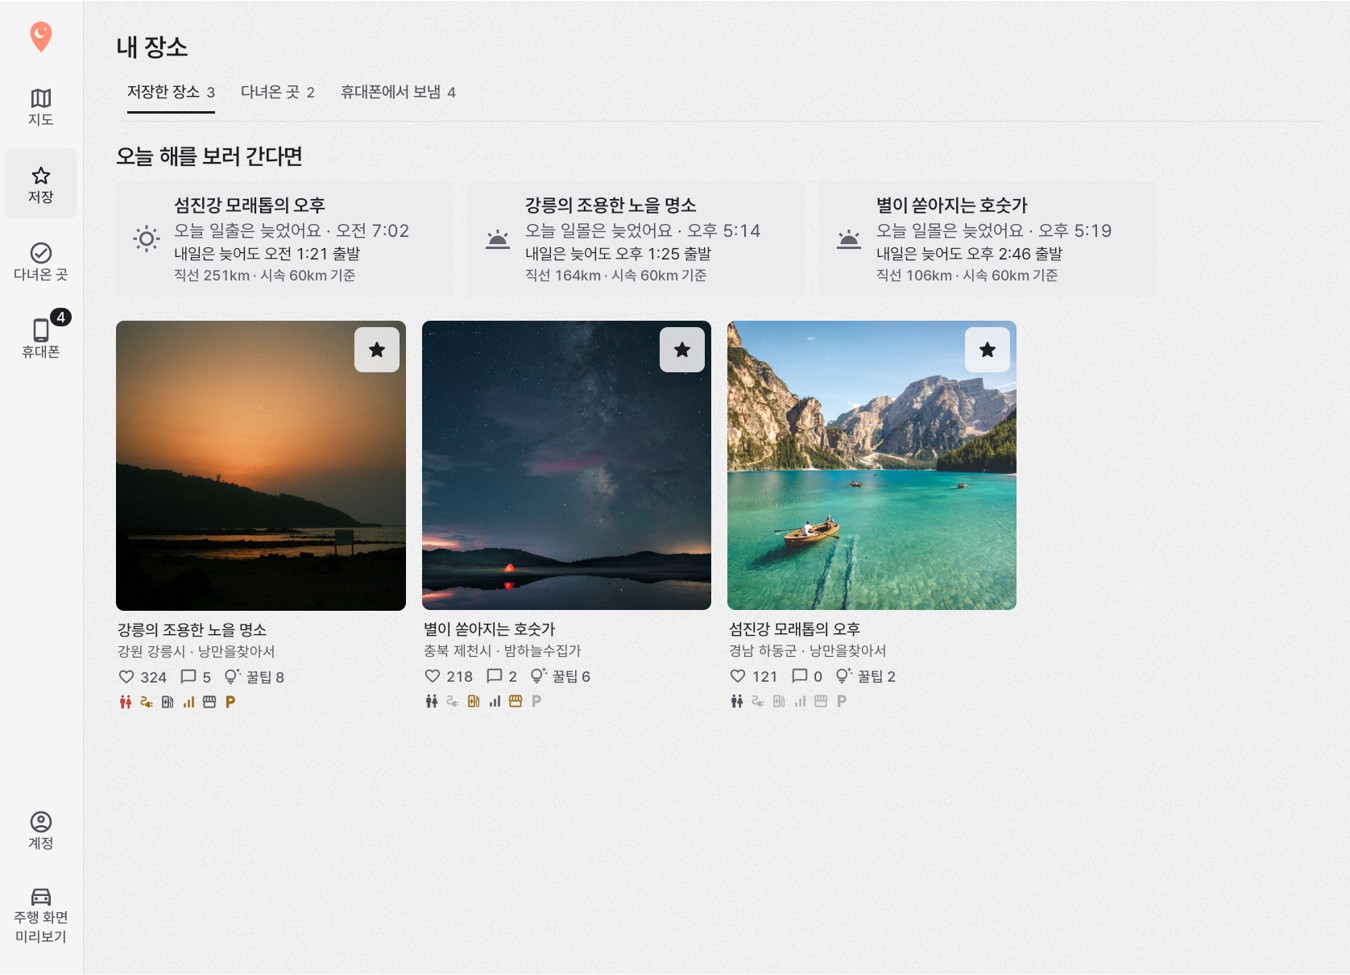 내 장소
저장한 장소 3
다녀온 곳 2
휴대폰에서 보냄 4
지도
저장
다녀온 곳
4
휴대폰
계정
주행 화면
미리보기
오늘 해를 보러 간다면
섬진강 모래톱의 오후
오늘 일출은 늦었어요 · 오전 7:02
내일은 늦어도 오전 1:21 출발
직선 251km · 시속 60km 기준
강릉의 조용한 노을 명소
오늘 일몰은 늦었어요 · 오후 5:14
내일은 늦어도 오후 1:25 출발
직선 164km · 시속 60km 기준
별이 쏟아지는 호숫가
오늘 일몰은 늦었어요 · 오후 5:19
내일은 늦어도 오후 2:46 출발
직선 106km · 시속 60km 기준
강릉의 조용한 노을 명소
강원 강릉시 · 낭만을찾아서
324 5 꿀팁 8
P
별이 쏟아지는 호숫가
충북 제천시 · 밤하늘수집가
218 2 꿀팁 6
P
섬진강 모래톱의 오후
경남 하동군 · 낭만을찾아서
121 0 꿀팁 2
P